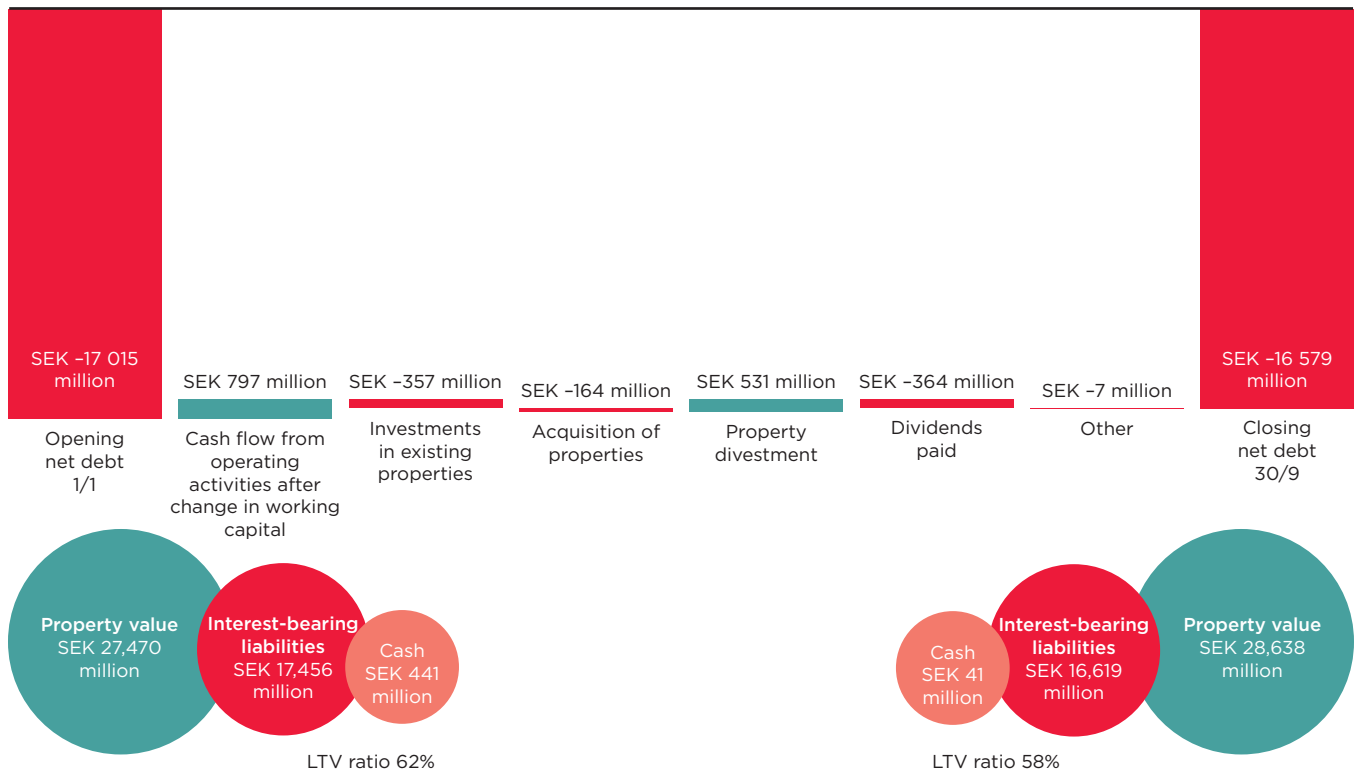 SEK –17 015
million
Opening
net debt
1/1
SEK 797 million
Cash flow from
operating
activities after
change in working
capital
SEK –357 million
Investments
in existing
properties
SEK –164 million
Acquisition of
properties
SEK 531 million
Property
divestment
SEK –364 million
Dividends
paid
SEK –7 million
Other
SEK –16 579
million
Closing
net debt
30/9
Property value
SEK 27,470
million
Interest-bearing
liabilities
SEK 17,456
million
Cash
SEK 441
million
LTV ratio 62%
Cash
SEK 41
million
Interest-bearing
liabilities
SEK 16,619
million
Property value
SEK 28,638
million
LTV ratio 58%